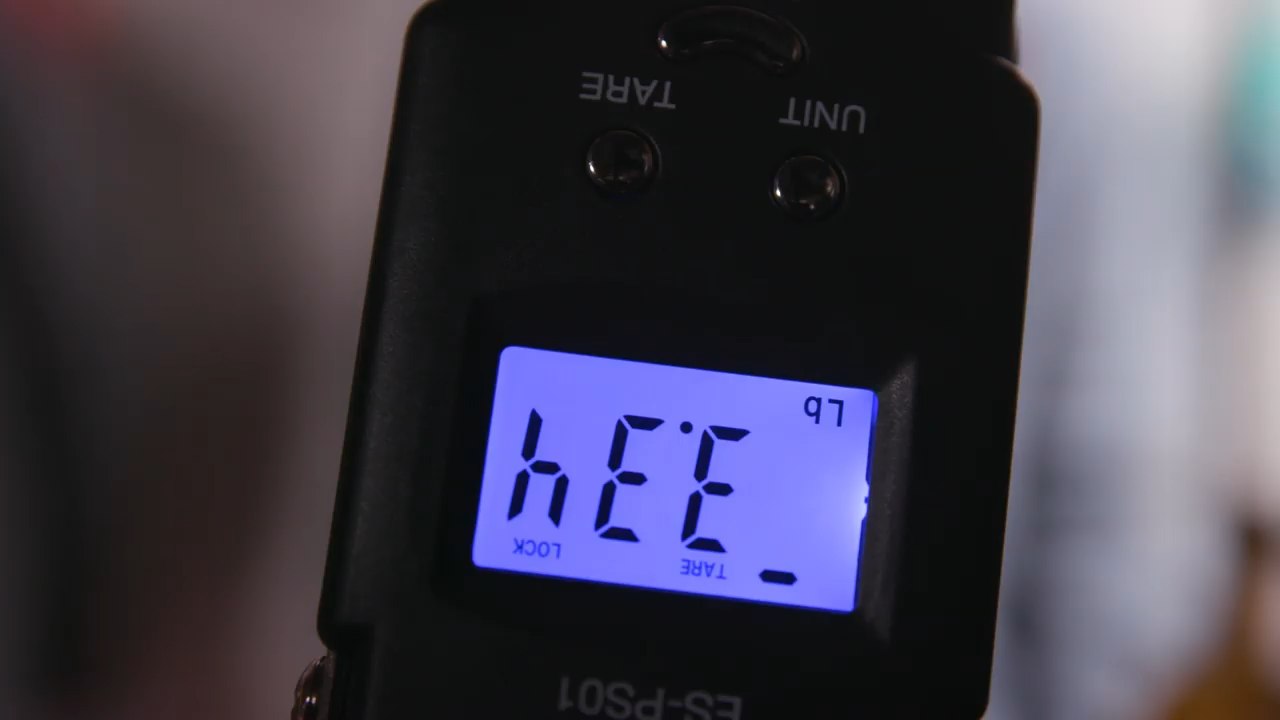 ES-PS01
- TARE LOCK
3.34
Lb
UNIT TARE